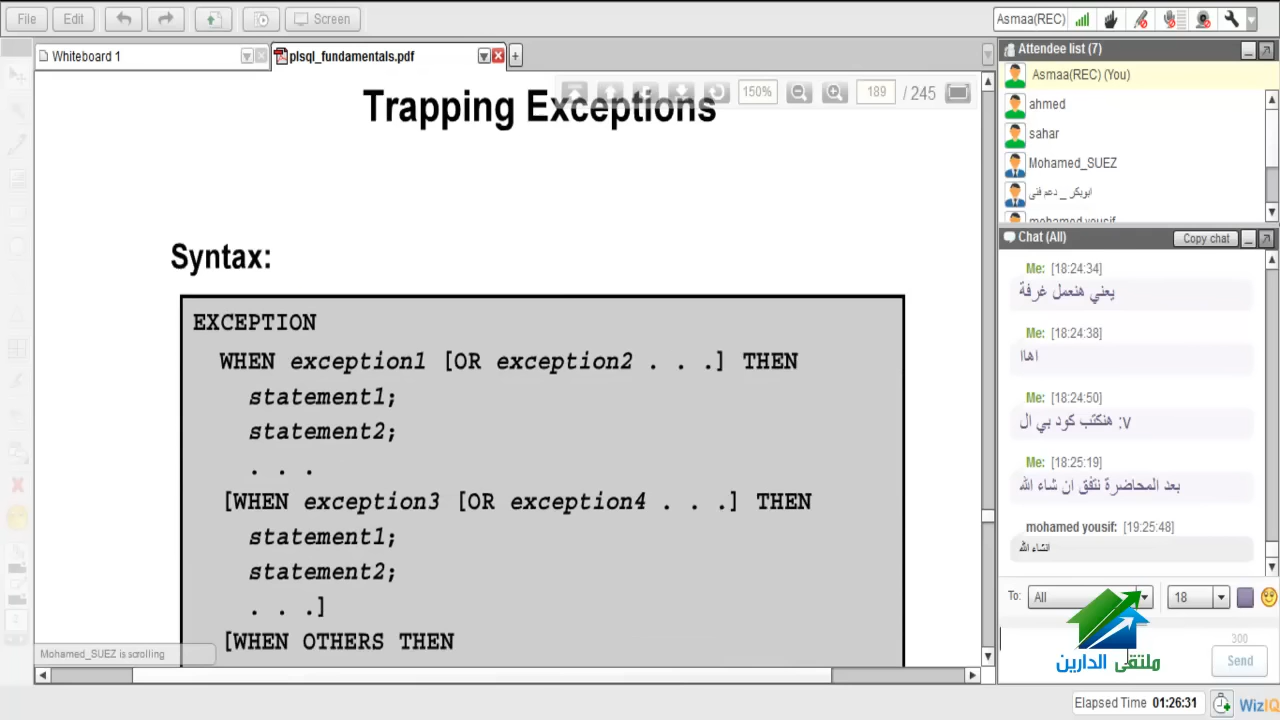 File
Edit
Screen
Asmaa(REC)
Whiteboard 1
plsql_fundamentals.pdf
150%
189
/ 245
Trapping Exceptions
Syntax:
EXCEPTION
WHEN exception1 [OR exception2 . . .] THEN
statement1;
statement2;
. . .
[WHEN exception3 [OR exception4 . . .] THEN
statement1;
statement2;
. . .]
[WHEN OTHERS THEN
Mohamed_SUEZ is scrolling
Attendee list (7)
Asmaa(REC) (You)
ahmed
sahar
Mohamed_SUEZ
ابوبكر _ دعم فنى
mohamed yousif
Chat (All)
Copy chat
Me: [18:24:34]
يعني هنعمل غرفة
Me: [18:24:38]
اهاا
Me: [18:24:50]
هنكتب كود بي ال :v
Me: [18:25:19]
بعد المحاضرة نتفق ان شاء الله
mohamed yousif: [19:25:48]
انشاء الله
To:
All
18
300
Send
ملتقى الدارين
Elapsed Time 01:26:31
WizIQ